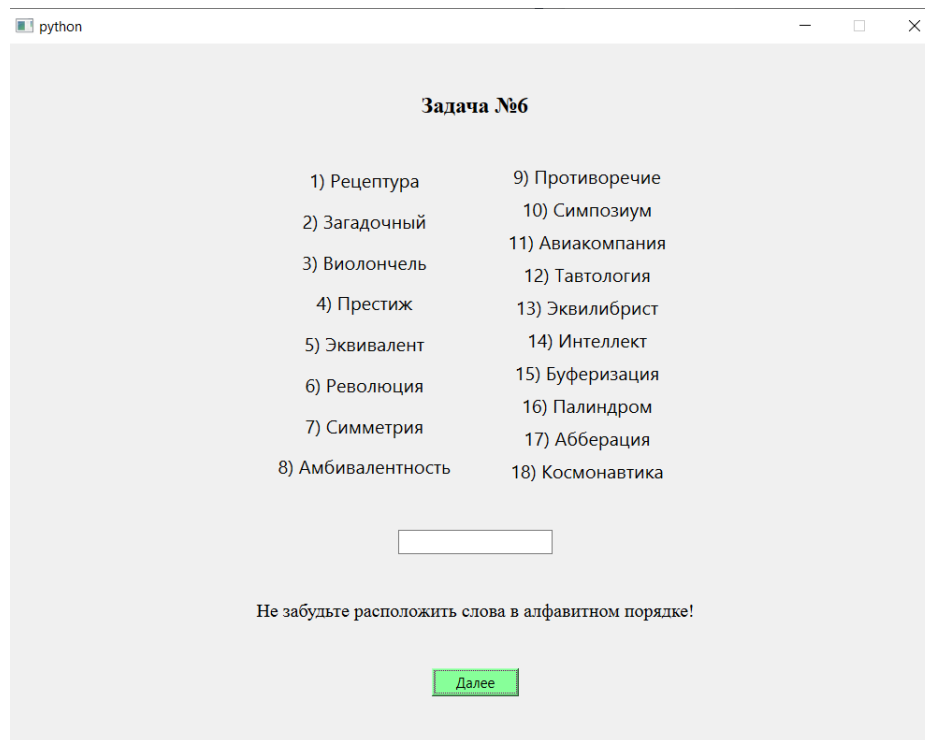 python
Задача №6
1) Рецептура
2) Загадочный
3) Виолончель
4) Престиж
5) Эквивалент
6) Революция
7) Симметрия
8) Амбивалентность
9) Противоречие
10) Симпозиум
11) Авиакомпания
12) Тавтология
13) Эквилибрист
14) Интеллект
15) Буферизация
16) Палиндром
17) Абберация
18) Космонавтика
Не забудьте расположить слова в алфавитном порядке!
Далее